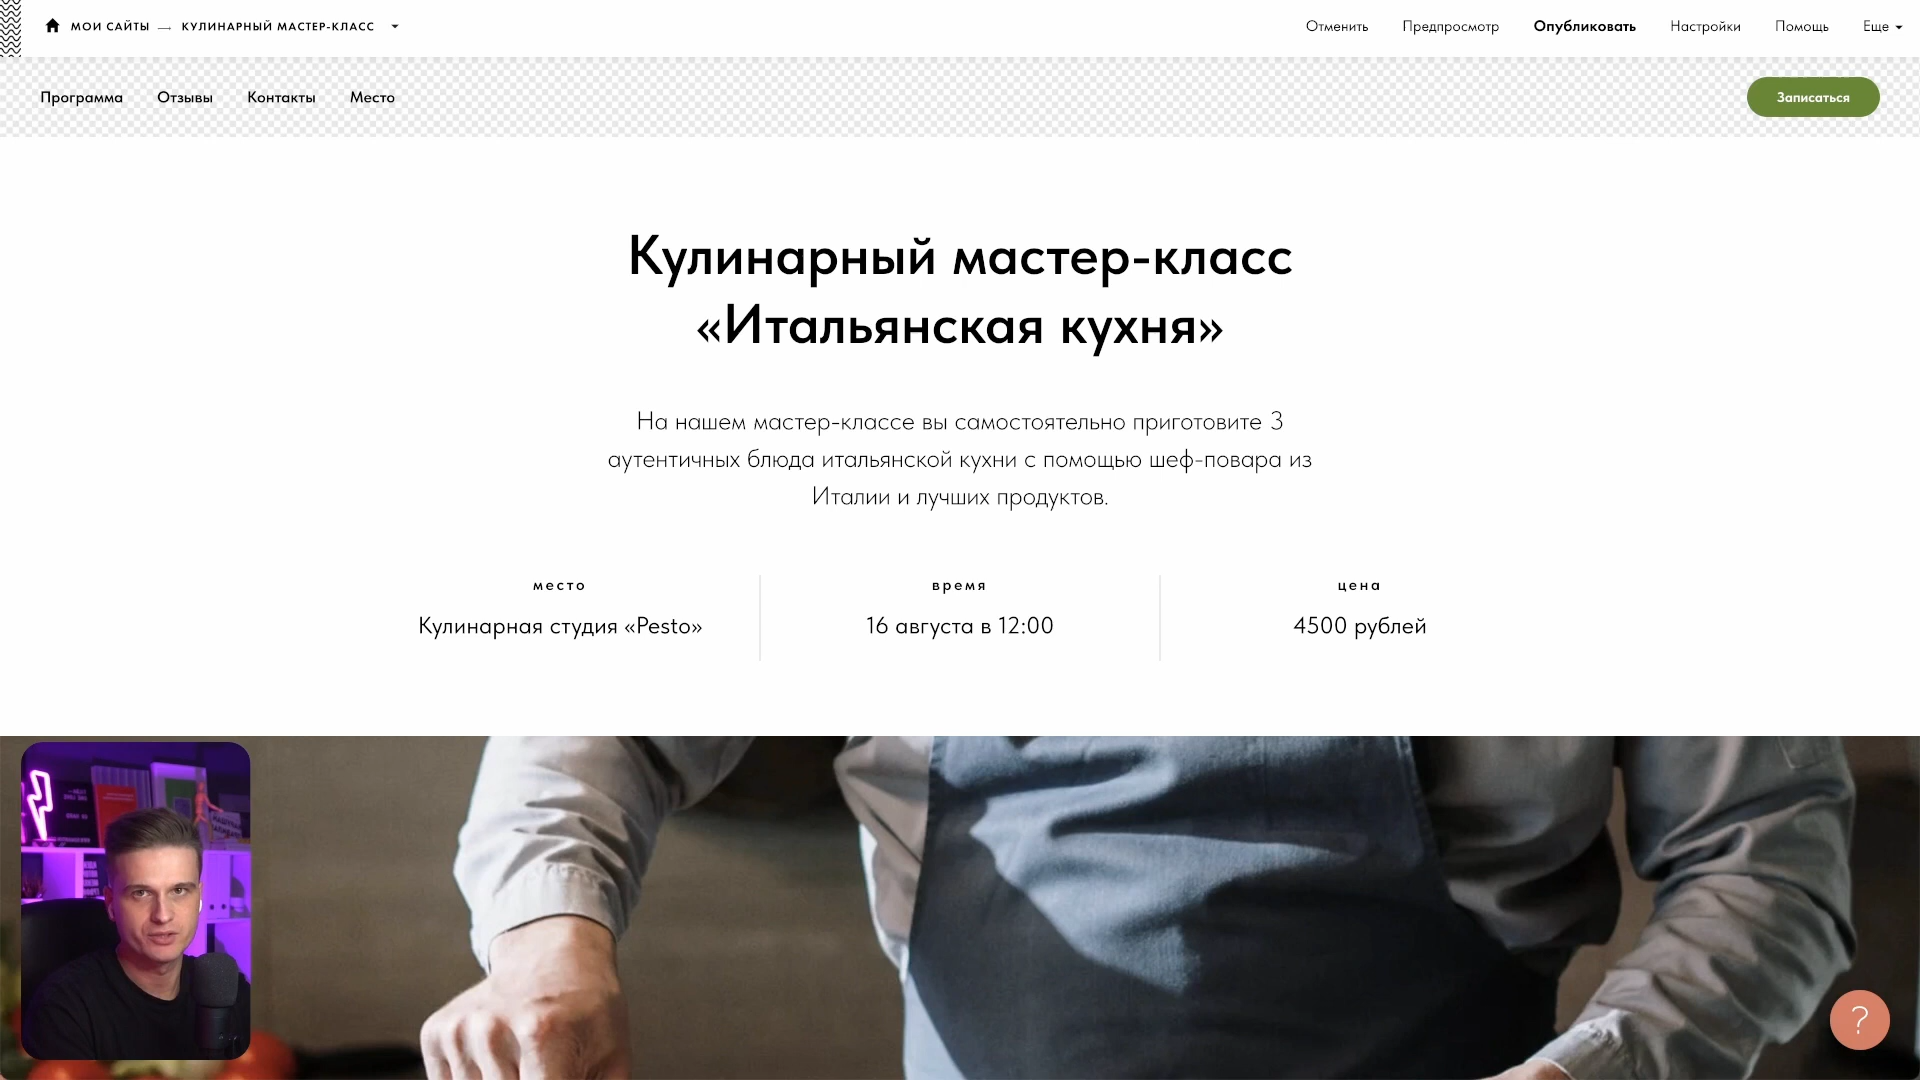 МОИ САЙТЫ — КУЛИНАРНЫЙ МАСТЕР-КЛАСС
Отменить Предпросмотр Опубликовать Настройки Помощь Еще
Программа Отзывы Контакты Место
Записаться
Кулинарный мастер-класс
«Итальянская кухня»
На нашем мастер-классе вы самостоятельно приготовите 3
аутентичных блюда итальянской кухни с помощью шеф-повара из
Италии и лучших продуктов.
место
Кулинарная студия «Pesto»
время
16 августа в 12:00
цена
4500 рублей
?